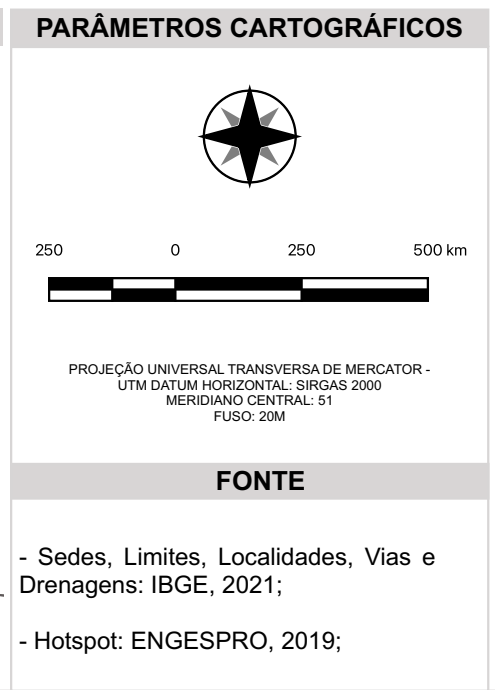 PARÂMETROS CARTOGRÁFICOS
250 0 250 500 km
PROJEÇÃO UNIVERSAL TRANSVERSA DE MERCATOR -
UTM DATUM HORIZONTAL: SIRGAS 2000
MERIDIANO CENTRAL: 51
FUSO: 20M
FONTE
- Sedes, Limites, Localidades, Vias e
Drenagens: IBGE, 2021;
- Hotspot: ENGESPRO, 2019;